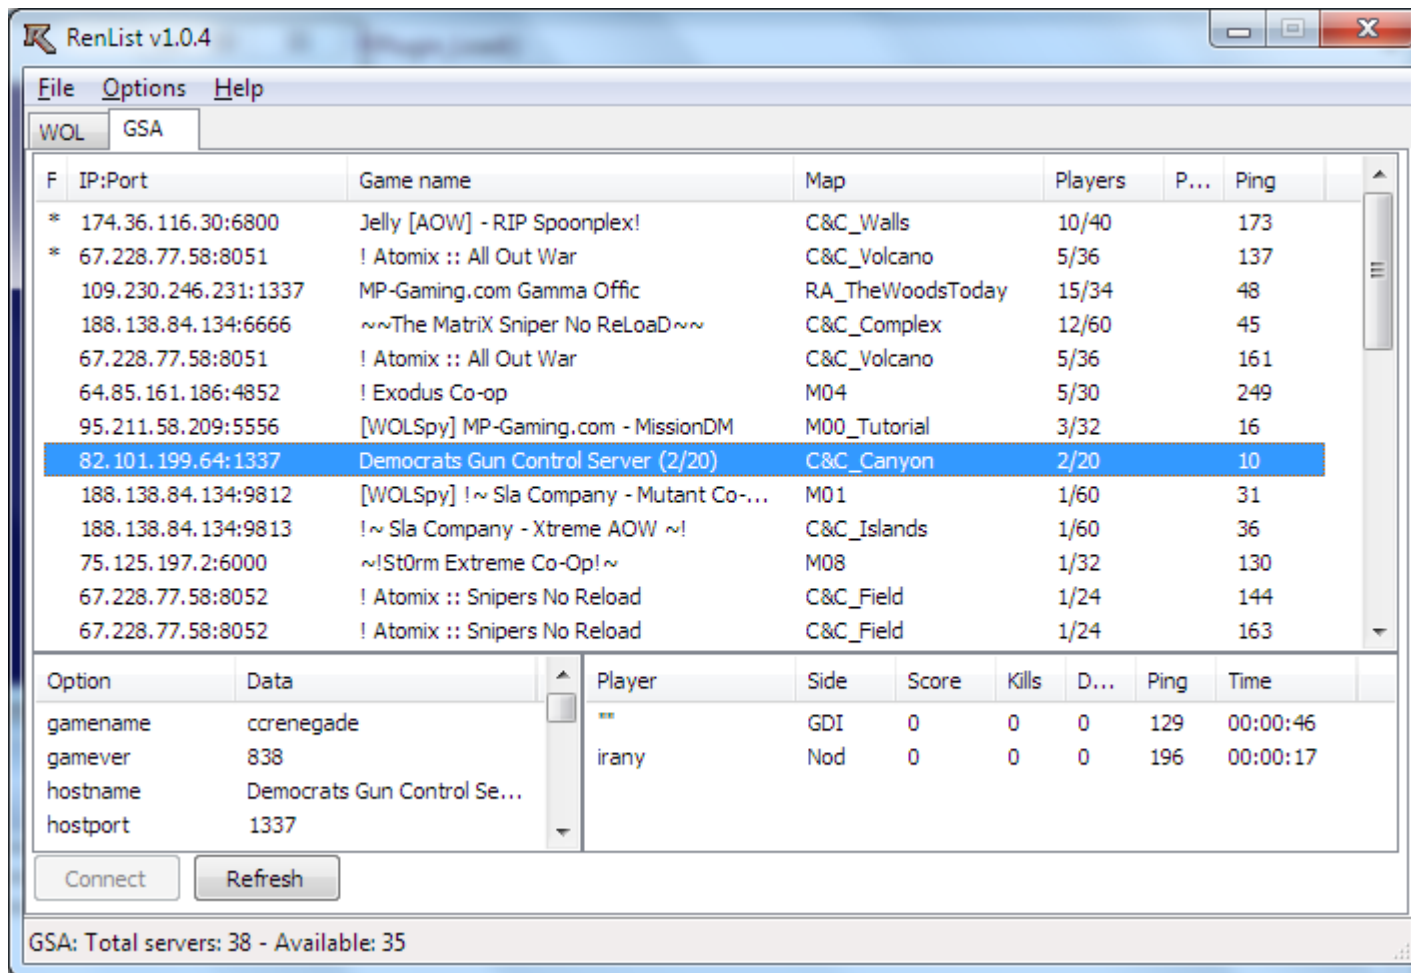 RenList v1.0.4
File Options Help
WOL GSA
F IP:Port Game name Map Players P... Ping
* 174.36.116.30:6800 Jelly [AOW] - RIP Spoonplex! C&C_Walls 10/40 173
* 67.228.77.58:8051 ! Atomix :: All Out War C&C_Volcano 5/36 137
109.230.246.231:1337 MP-Gaming.com Gamma Offic RA_TheWoodsToday 15/34 48
188.138.84.134:6666 ~~The MatriX Sniper No ReLoaD~~ C&C_Complex 12/60 45
67.228.77.58:8051 ! Atomix :: All Out War C&C_Volcano 5/36 161
64.85.161.186:4852 ! Exodus Co-op M04 5/30 249
95.211.58.209:5556 [WOLSpy] MP-Gaming.com - MissionDM M00_Tutorial 3/32 16
82.101.199.64:1337 Democrats Gun Control Server (2/20) C&C_Canyon 2/20 10
188.138.84.134:9812 [WOLSpy] !~ Sla Company - Mutant Co-... M01 1/60 31
188.138.84.134:9813 !~ Sla Company - Xtreme AOW ~! C&C_Islands 1/60 36
75.125.197.2:6000 ~!St0rm Extreme Co-Op!~ M08 1/32 130
67.228.77.58:8052 ! Atomix :: Snipers No Reload C&C_Field 1/24 144
67.228.77.58:8052 ! Atomix :: Snipers No Reload C&C_Field 1/24 163
Option Data
gamename ccrenegade
gamever 838
hostname Democrats Gun Control Se...
hostport 1337
Player Side Score Kills D... Ping Time
"" GDI 0 0 0 129 00:00:46
irany Nod 0 0 0 196 00:00:17
Connect Refresh
GSA: Total servers: 38 - Available: 35